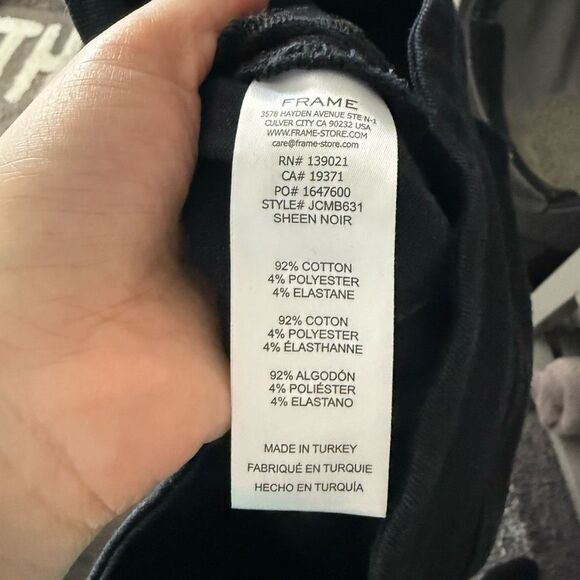 TH
FRAME
3578 HAYDEN AVENUE STE N-1
CULVER CITY CA 90232 USA
WWW.FRAME-STORE.COM
care@frame-store.com
RN# 139021
CA# 19371
PO# 1647600
STYLE# JCMB631
SHEEN NOIR
92% COTTON
4% POLYESTER
4% ELASTANE
92% COTON
4% POLYESTER
4% ÉLASTHANNE
92% ALGODÓN
4% POLIÉSTER
4% ELASTANO
MADE IN TURKEY
FABRIQUÉ EN TURQUIE
HECHO EN TURQUÍA